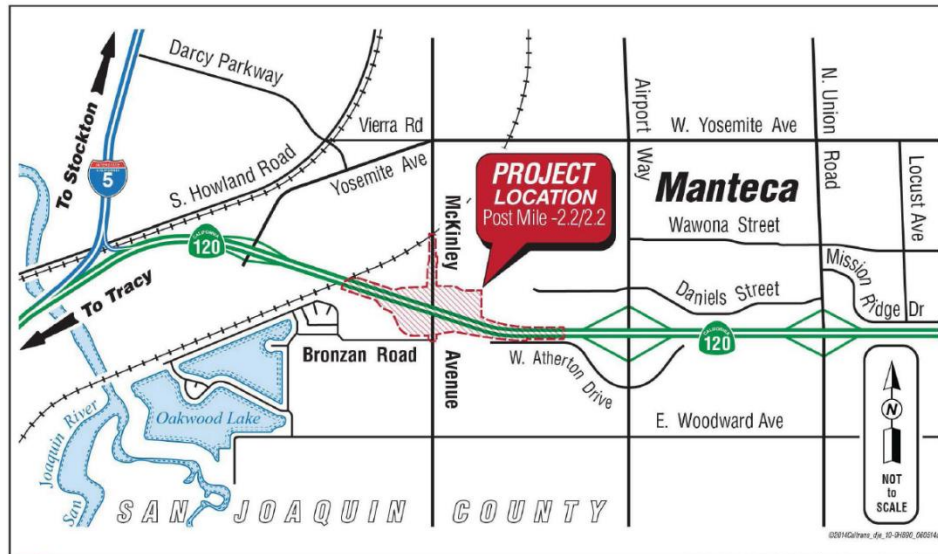 To Stockton
CALIFORNIA
5
Darcy Parkway
S. Howland Road
Vierra Rd
Yosemite Ave
CALIFORNIA
120
To Tracy
McKinley
Avenue
PROJECT
LOCATION
Post Mile -2.2/2.2
Airport
Way
W. Yosemite Ave
N. Union
Road
Locust Ave
Manteca
Wawona Street
Mission
Ridge Dr
Daniels Street
CALIFORNIA
120
W. Atherton
Drive
Bronzan Road
Oakwood Lake
San
Joaquin River
E. Woodward Ave
SAN JOAQUIN COUNTY
N
NOT
to
SCALE